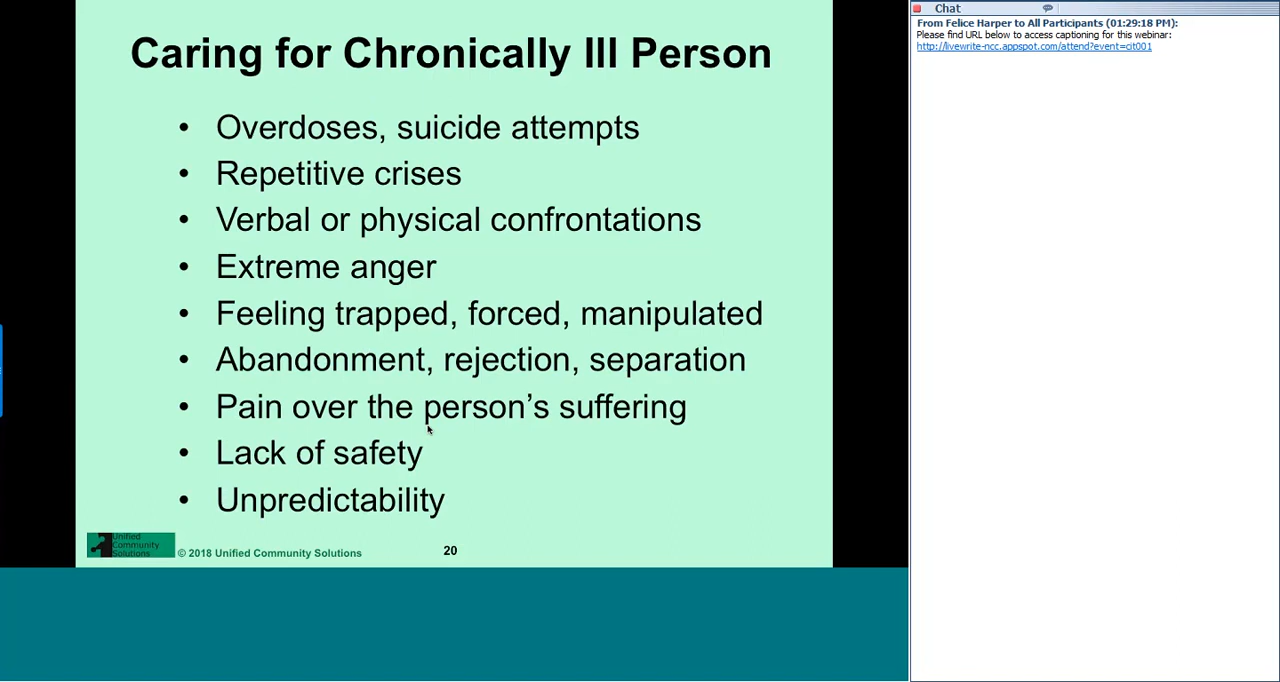 Caring for Chronically Ill Person
• Overdoses, suicide attempts
• Repetitive crises
• Verbal or physical confrontations
• Extreme anger
• Feeling trapped, forced, manipulated
• Abandonment, rejection, separation
• Pain over the person’s suffering
• Lack of safety
• Unpredictability
Unified
Community
Solutions
© 2018 Unified Community Solutions
20
Chat
From Felice Harper to All Participants (01:29:18 PM):
Please find URL below to access captioning for this webinar:
http://livewrite-ncc.appspot.com/attend?event=cit001